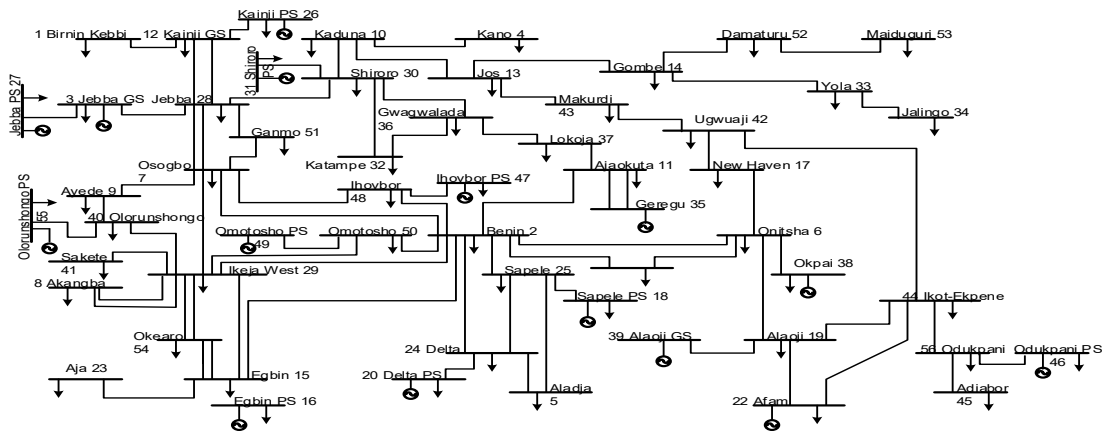 Kainji PS 26
1 Birnin Kebbi
12 Kainji GS
Kaduna 10
Kano 4
Damaturu 52
Maiduguri 53
31 Shiroro
PS
Shiroro 30
Jos 13
Gombe 14
Yola 33
Jebba PS 27
3 Jebba GS
Jebba 28
Gwagwalada
36
Makurdi
43
Jalingo 34
Ugwuaji 42
Ganmo 51
Lokoja 37
Osogbo
7
Katampe 32
Ajaokuta 11
New Haven 17
Ihovbor
48
Ihovbor PS 47
Olorunshongo PS
55
Ayede 9
Geregu 35
40 Olorunshongo
Omotosho PS
49
Omotosho 50
Benin 2
Onitsha 6
Sakete
41
Ikeja West 29
Sapele 25
Okpai 38
8 Akangba
Sapele PS 18
44 Ikot-Ekpene
Okearo
54
39 Alaoji GS
Alaoji 19
24 Delta
56 Odukpani
Odukpani PS
46
Aja 23
Egbin 15
20 Delta PS
Aladja
5
Adiabor
45
Egbin PS 16
22 Afam